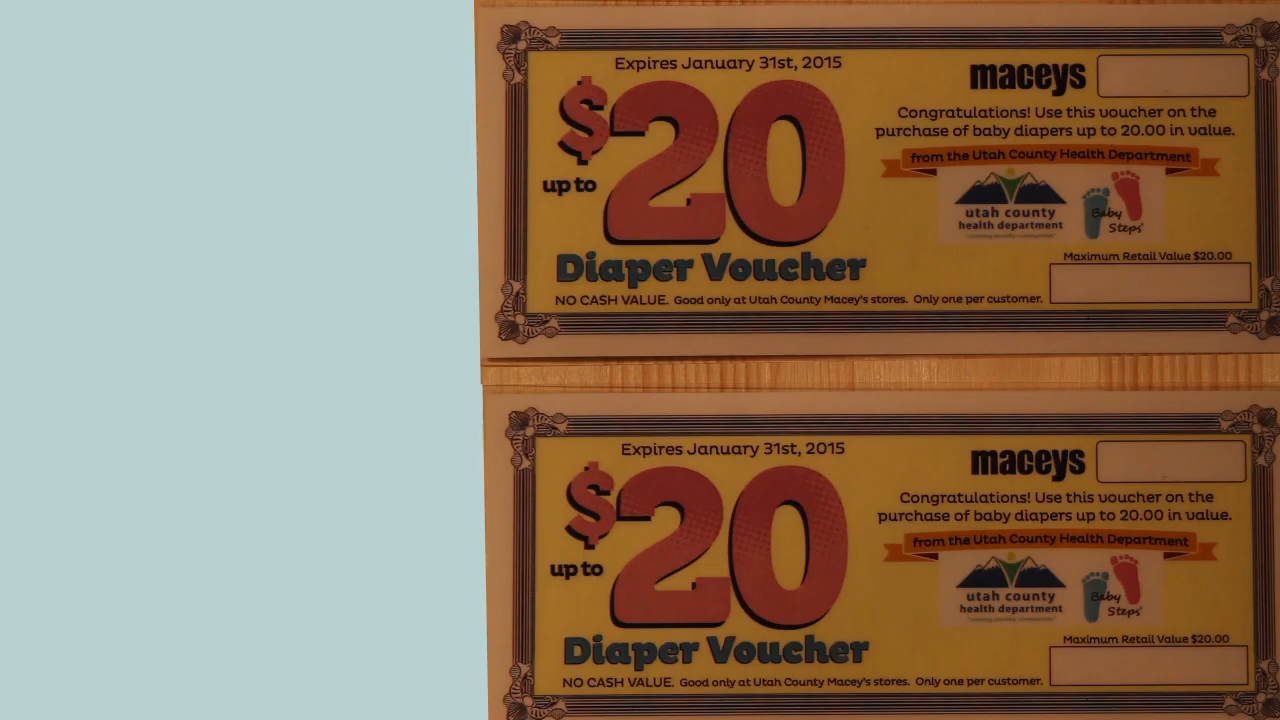 Expires January 31st, 2015
$20
up to
Diaper Voucher
NO CASH VALUE. Good only at Utah County Macey's stores. Only one per customer.
maceys
Congratulations! Use this voucher on the
purchase of baby diapers up to 20.00 in value.
from the Utah County Health Department
utah county
health department
Baby
Steps
Maximum Retail Value $20.00
Expires January 31st, 2015
$20
up to
Diaper Voucher
NO CASH VALUE. Good only at Utah County Macey's stores. Only one per customer.
maceys
Congratulations! Use this voucher on the
purchase of baby diapers up to 20.00 in value.
from the Utah County Health Department
utah county
health department
Baby
Steps
Maximum Retail Value $20.00